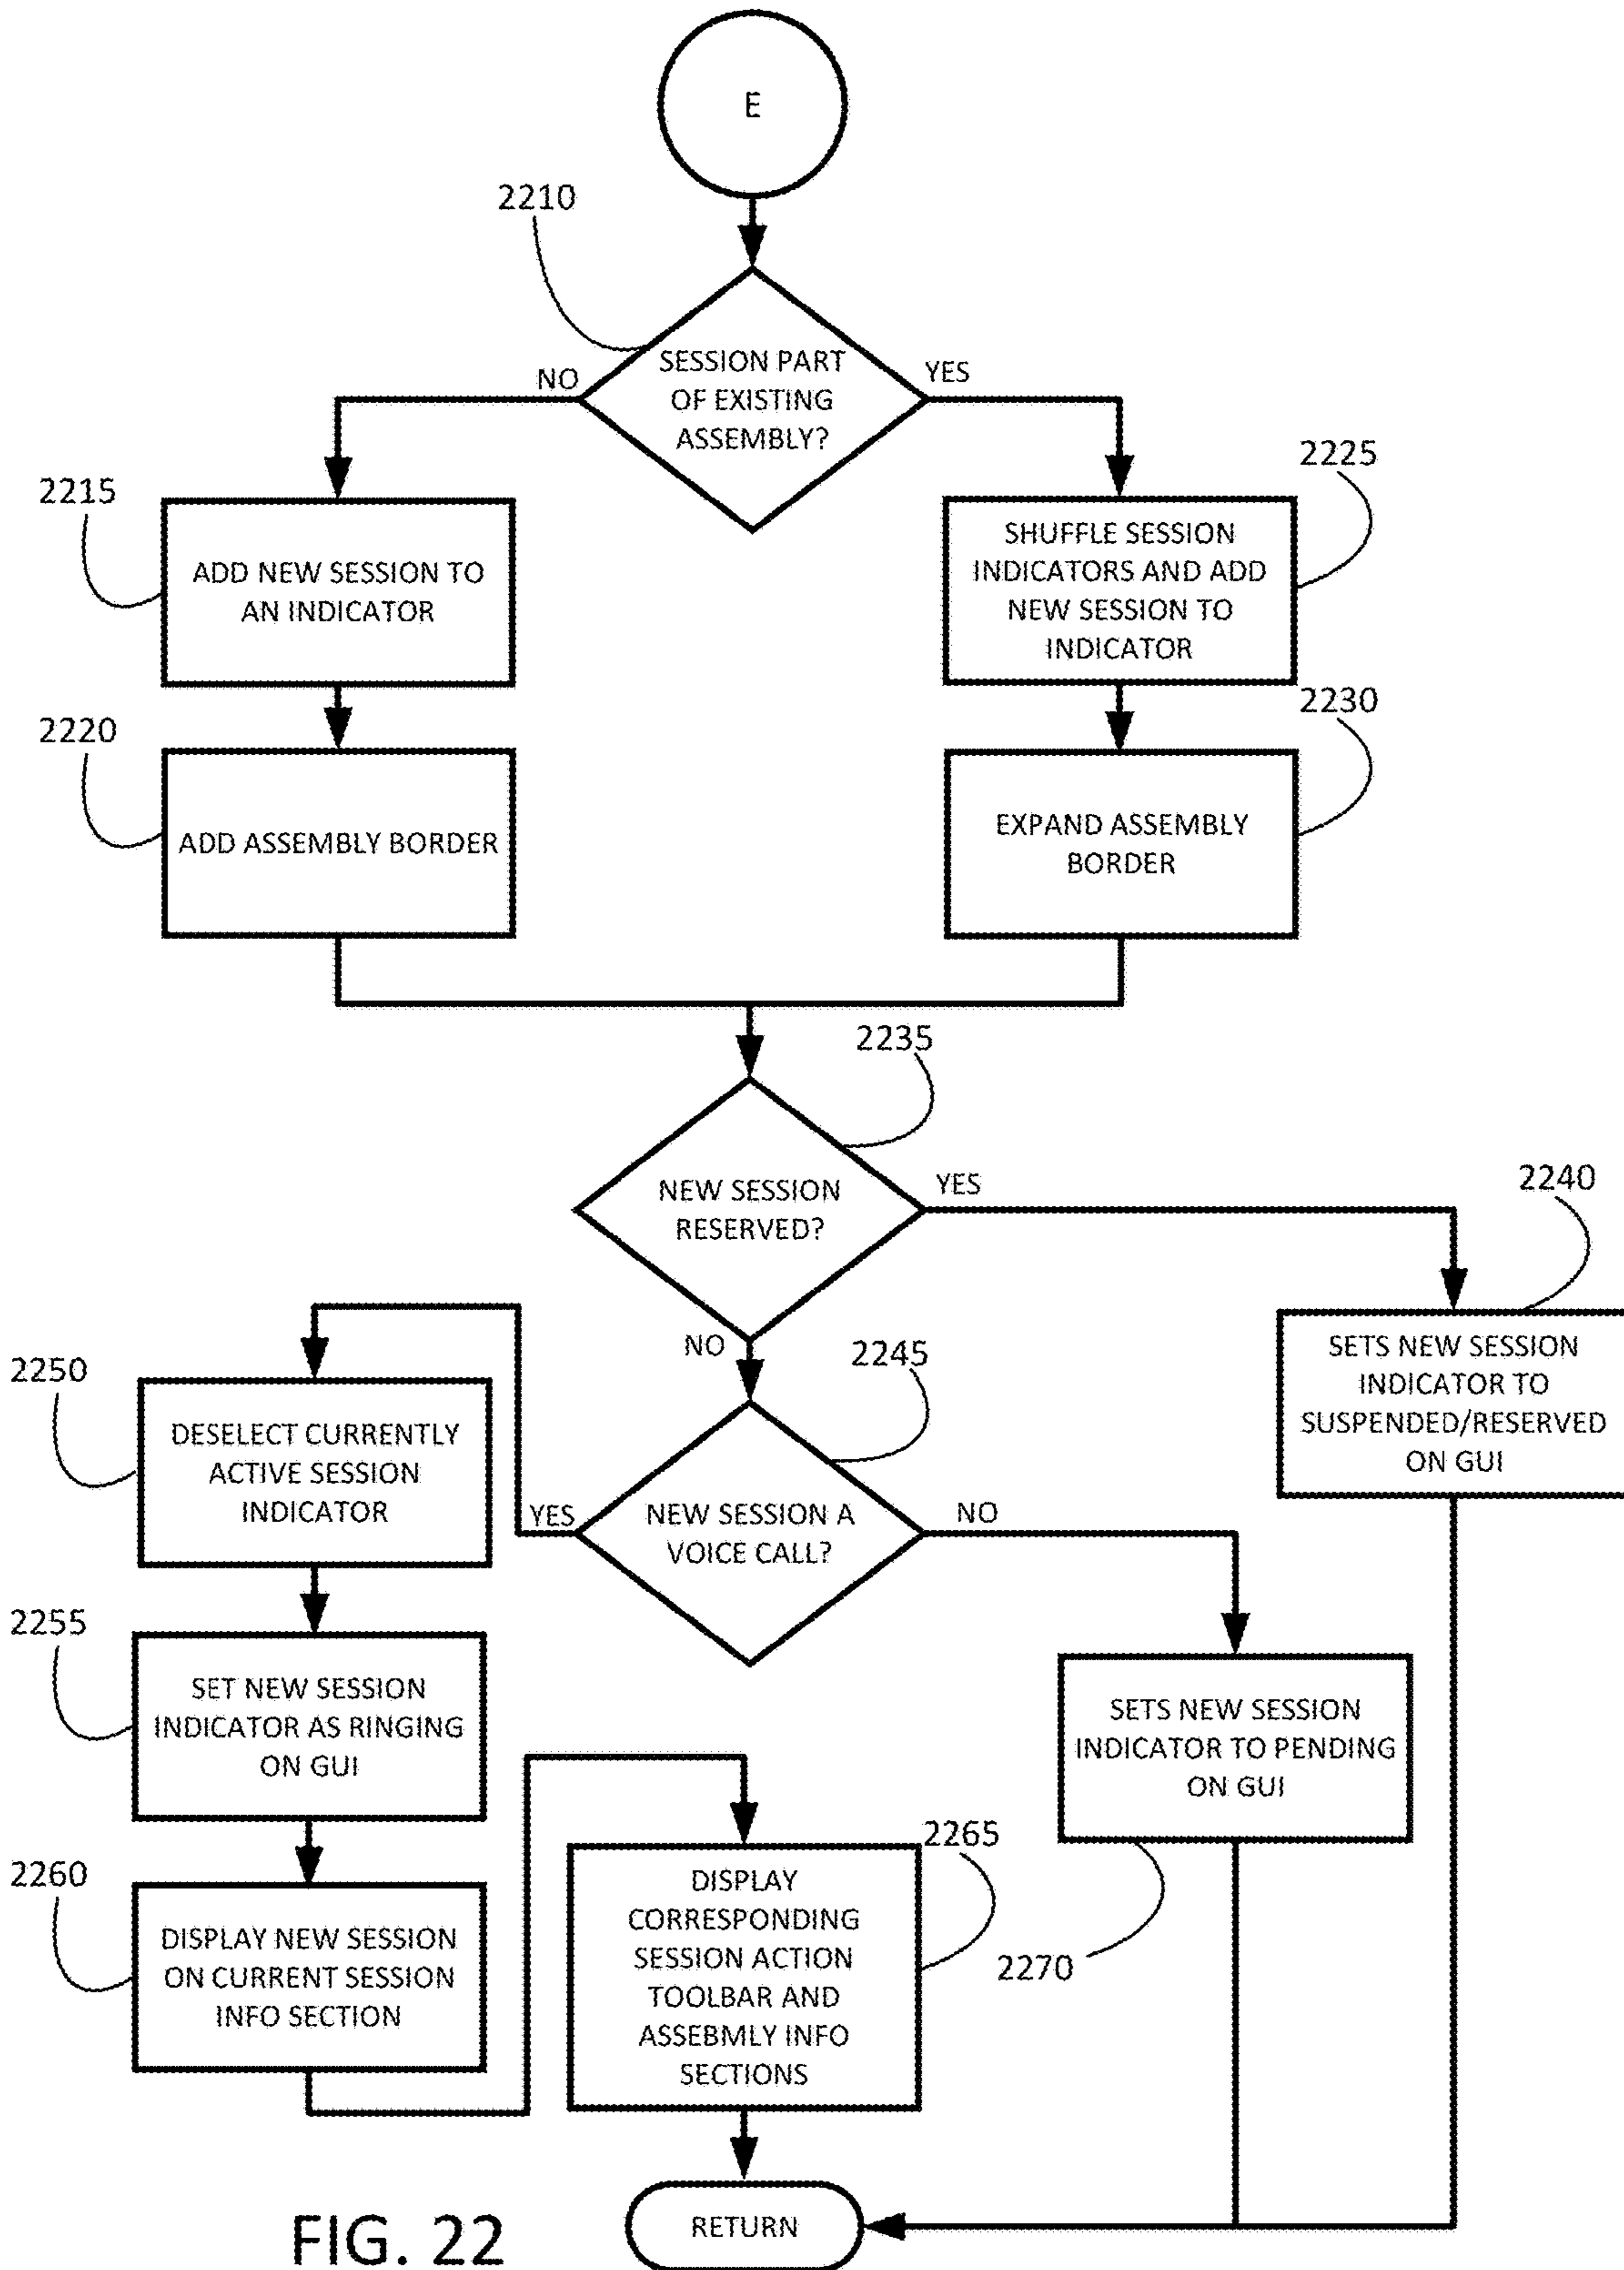 E
2210
SESSION PART
OF EXISTING
ASSEMBLY?
NO
YES
2215
ADD NEW SESSION TO
AN INDICATOR
2225
SHUFFLE SESSION
INDICATORS AND ADD
NEW SESSION TO
INDICATOR
2220
ADD ASSEMBLY BORDER
2230
EXPAND ASSEMBLY
BORDER
2235
NEW SESSION
RESERVED?
YES
NO
2240
SETS NEW SESSION
INDICATOR TO
SUSPENDED/RESERVED
ON GUI
2245
NEW SESSION A
VOICE CALL?
YES
NO
2250
DESELECT CURRENTLY
ACTIVE SESSION
INDICATOR
2255
SET NEW SESSION
INDICATOR AS RINGING
ON GUI
2260
DISPLAY NEW SESSION
ON CURRENT SESSION
INFO SECTION
2265
DISPLAY
CORRESPONDING
SESSION ACTION
TOOLBAR AND
ASSEBMLY INFO
SECTIONS
SETS NEW SESSION
INDICATOR TO PENDING
ON GUI
2270
RETURN
FIG. 22